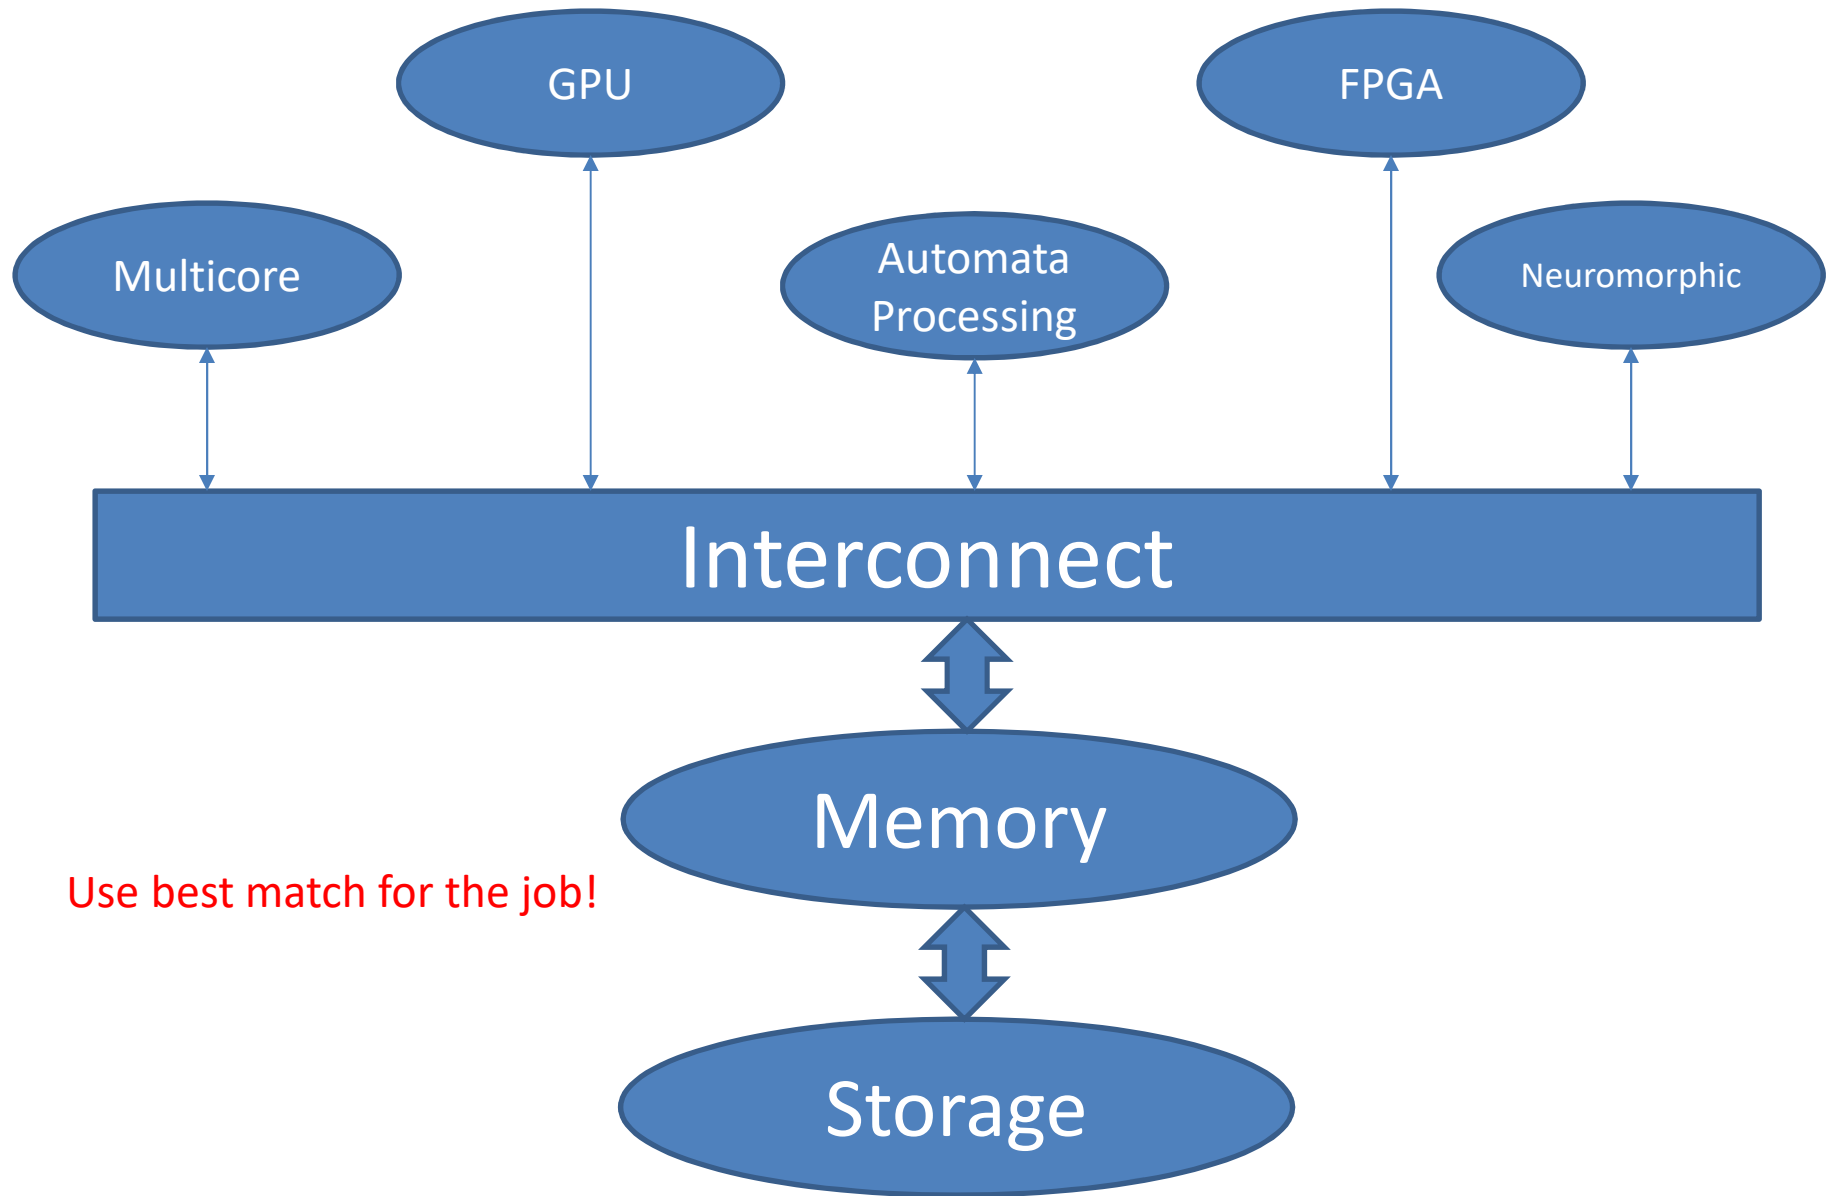 GPU
FPGA
Multicore
Automata
Processing
Neuromorphic
Interconnect
Memory
Use best match for the job!
Storage